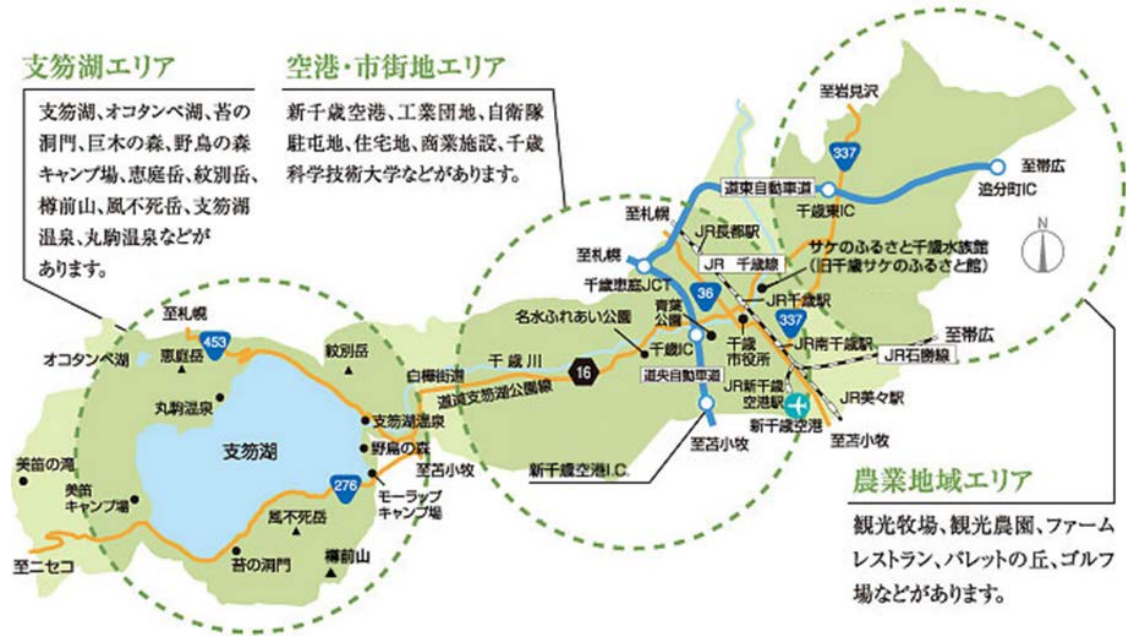 支笏湖エリア
支笏湖、オコタンペ湖、苔の
洞門、巨木の森、野鳥の森
キャンプ場、恵庭岳、紋別岳、
樽前山、風不死岳、支笏湖
温泉、丸駒温泉などが
あります。
空港・市街地エリア
新千歳空港、工業団地、自衛隊
駐屯地、住宅地、商業施設、千歳
科学技術大学などがあります。
至岩見沢
337
至帯広
追分町IC
道東自動車道
千歳東IC
N
至札幌
JR長都駅
サケのふるさと千歳水族館
(旧千歳サケのふるさと館)
至札幌
JR 千歳線
千歳恵庭JCT
36
JR千歳駅
青葉
公園
名水ふれあい公園
337
千歳IC
千歳
市役所
JR南千歳駅
至帯広
JR石勝線
道央自動車道
JR新千歳
空港駅
JR美々駅
新千歳空港
至苫小牧
至苫小牧
新千歳空港I.C.
至札幌
453
オコタンペ湖
恵庭岳
紋別岳
千歳川
白樺街道
16
道道支笏湖公園線
丸駒温泉
支笏湖温泉
支笏湖
野鳥の森
至苫小牧
美笛の滝
276
モーラップ
キャンプ場
美笛
キャンプ場
風不死岳
苔の洞門
樽前山
至ニセコ
農業地域エリア
観光牧場、観光農園、ファーム
レストラン、パレットの丘、ゴルフ
場などがあります。